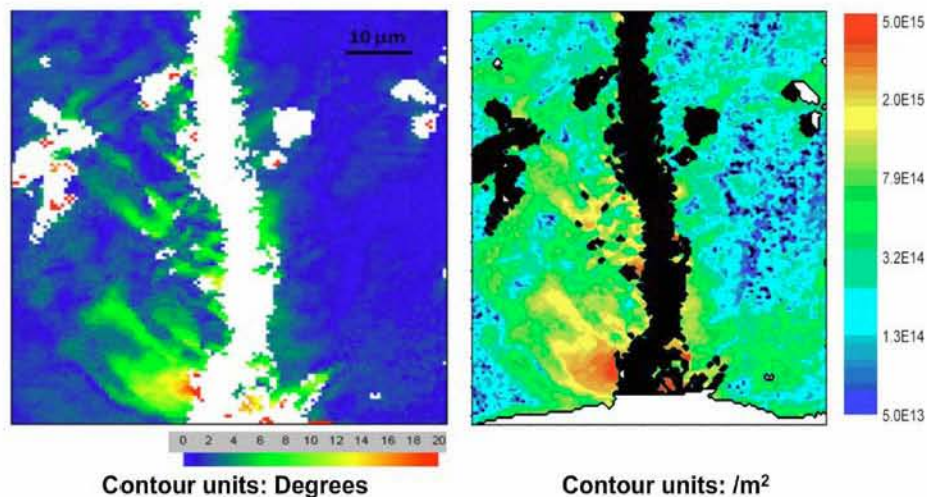 10 µm
5.0E15
2.0E15
7.9E14
3.2E14
1.3E14
5.0E13
0 2 4 6 8 10 12 14 16 18 20
Contour units: Degrees
Contour units: /m²